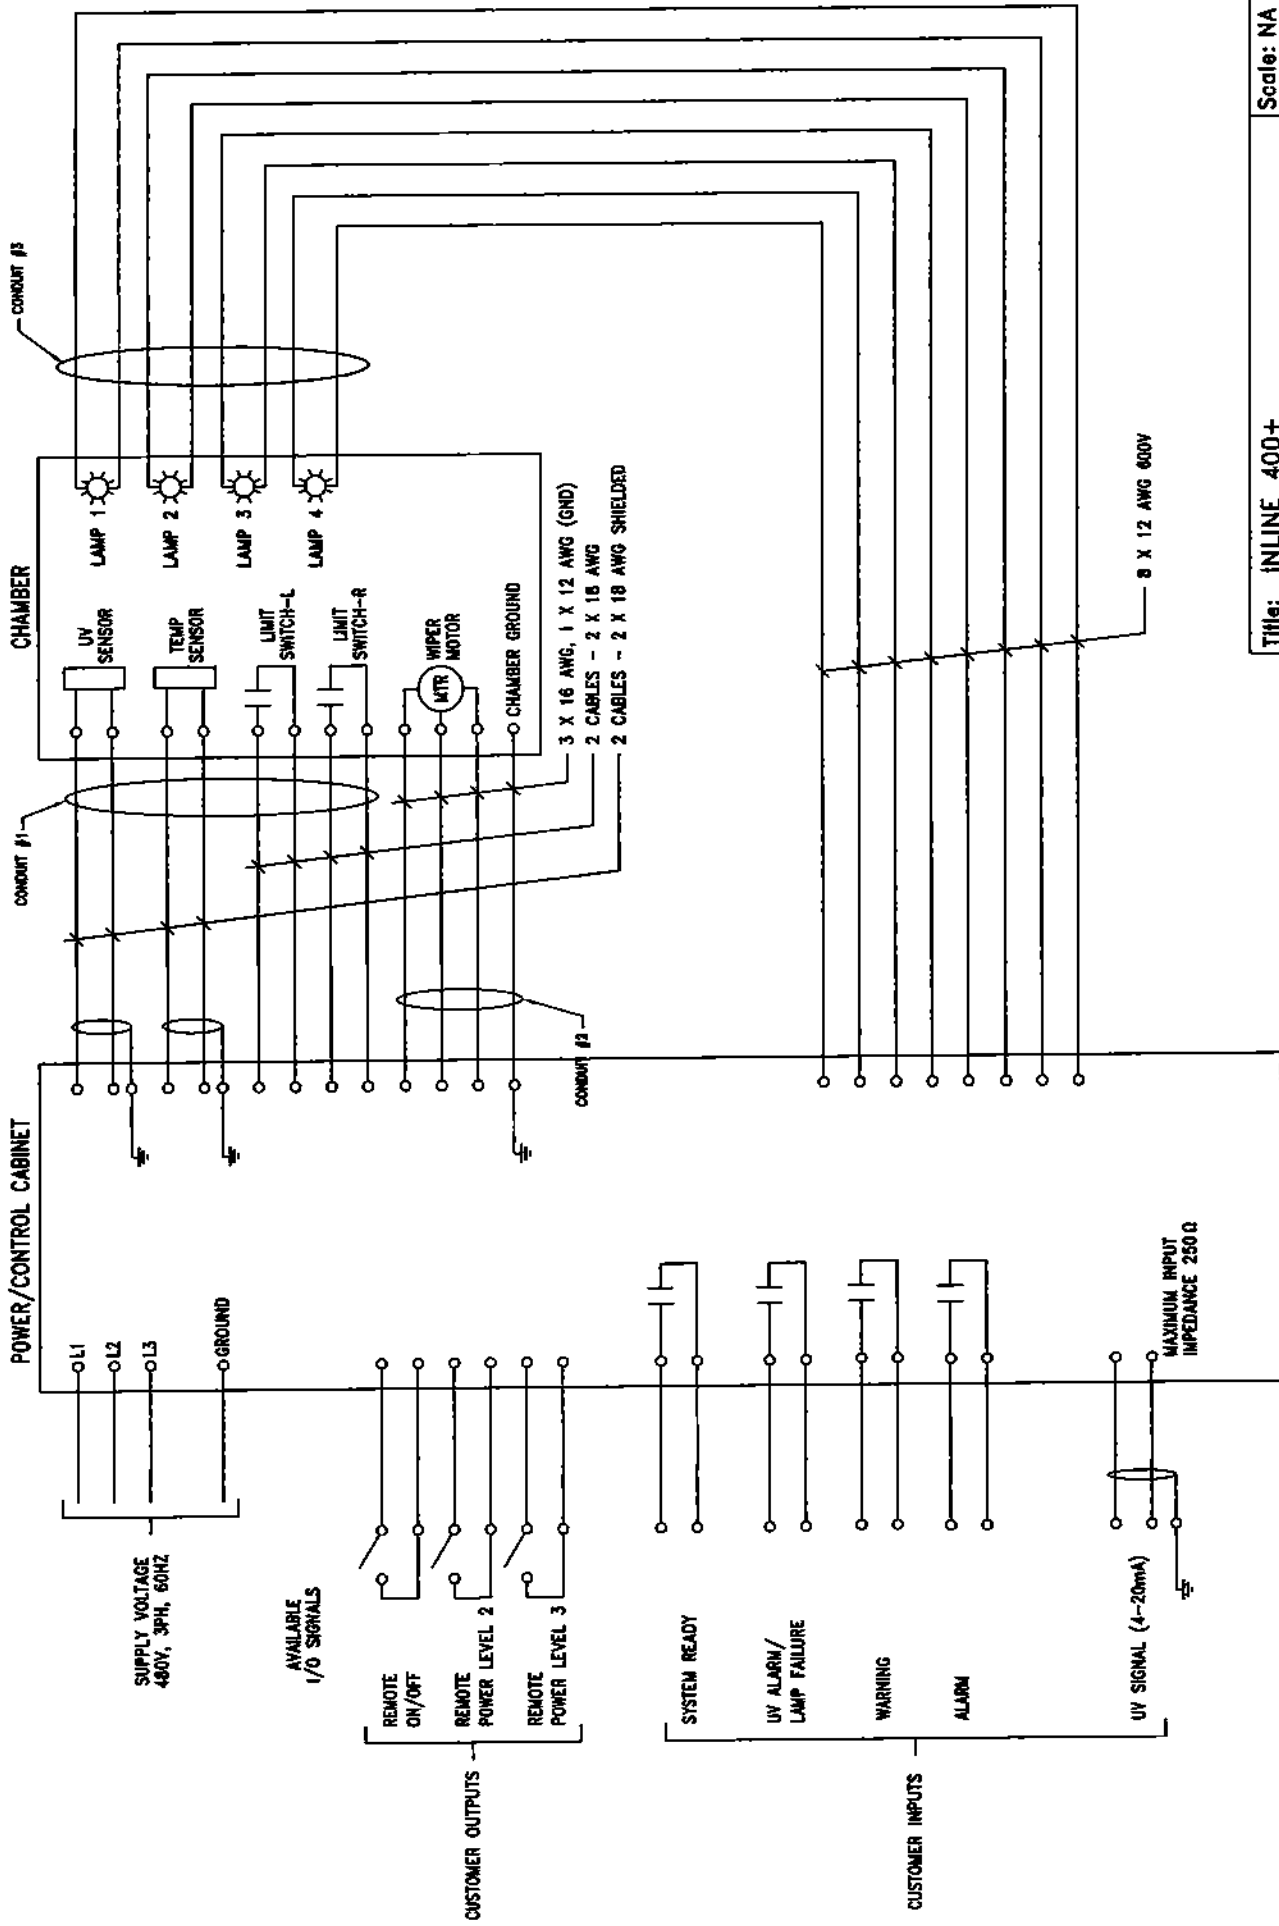 POWER/CONTROL CABINET
CHAMBER
SUPPLY VOLTAGE
480V, 3PH, 60HZ
L1
L2
L3
GROUND
CONDUIT #1
CONDUIT #3
UV
SENSOR
TEMP
SENSOR
LIMIT
SWITCH-L
LIMIT
SWITCH-R
MTR
WIPER
MOTOR
CHAMBER GROUND
LAMP 1
LAMP 2
LAMP 3
LAMP 4
3 X 16 AWG, 1 X 12 AWG (GND)
2 CABLES - 2 X 18 AWG
2 CABLES - 2 X 18 AWG SHIELDED
CONDUIT #2
AVAILABLE
I/O SIGNALS
CUSTOMER OUTPUTS
REMOTE
ON/OFF
REMOTE
POWER LEVEL 2
REMOTE
POWER LEVEL 3
CUSTOMER INPUTS
SYSTEM READY
UV ALARM/
LAMP FAILURE
WARNING
ALARM
UV SIGNAL (4-20mA)
MAXIMUM INPUT
IMPEDANCE 250Ω
8 X 12 AWG 600V
Title: INLINE 400+
Scale: NA